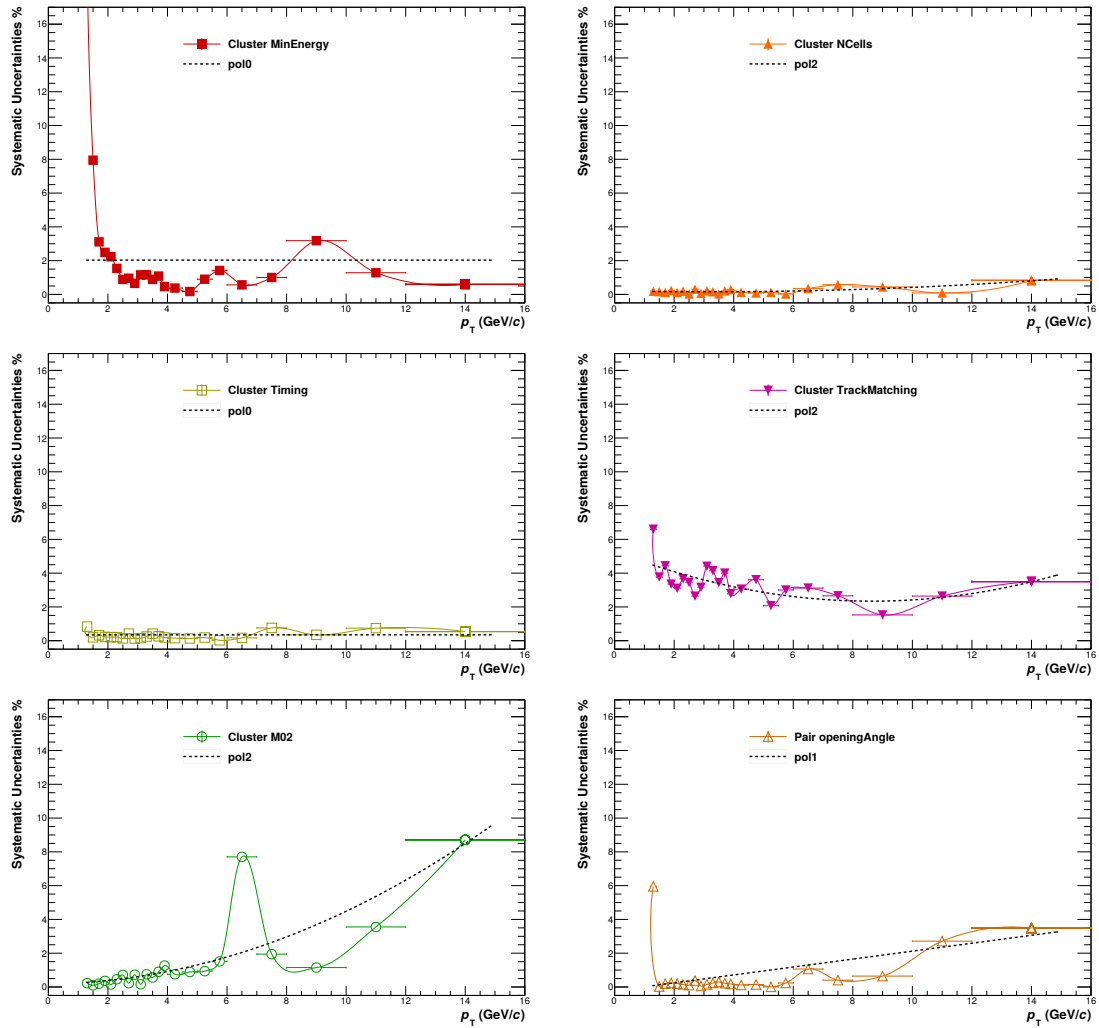 Systematic Uncertainties %
16
14
12
10
8
6
4
2
0
Cluster MinEnergy
pol0
0 2 4 6 8 10 12 14 16
pT (GeV/c)
Systematic Uncertainties %
16
14
12
10
8
6
4
2
0
Cluster NCells
pol2
0 2 4 6 8 10 12 14 16
pT (GeV/c)
Systematic Uncertainties %
16
14
12
10
8
6
4
2
0
Cluster Timing
pol0
0 2 4 6 8 10 12 14 16
pT (GeV/c)
Systematic Uncertainties %
16
14
12
10
8
6
4
2
0
Cluster TrackMatching
pol2
0 2 4 6 8 10 12 14 16
pT (GeV/c)
Systematic Uncertainties %
16
14
12
10
8
6
4
2
0
Cluster M02
pol2
0 2 4 6 8 10 12 14 16
pT (GeV/c)
Systematic Uncertainties %
16
14
12
10
8
6
4
2
0
Pair openingAngle
pol1
0 2 4 6 8 10 12 14 16
pT (GeV/c)